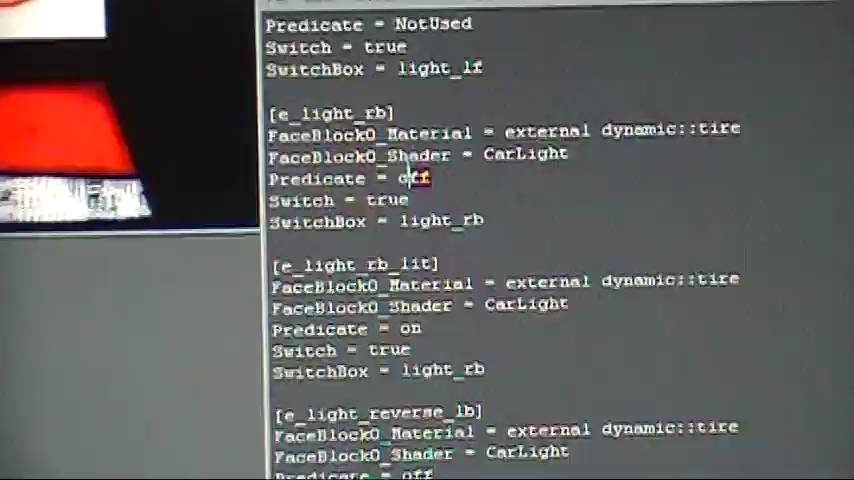 Predicate = NotUsed
Switch = true
SwitchBox = light_lf
[e_light_rb]
FaceBlock0_Material = external dynamic::tire
FaceBlock0_Shader = CarLight
Predicate = off
Switch = true
SwitchBox = light_rb
[e_light_rb_lit]
FaceBlock0_Material = external dynamic::tire
FaceBlock0_Shader = CarLight
Predicate = on
Switch = true
SwitchBox = light_rb
[e_light_reverse_lb]
FaceBlock0_Material = external dynamic::tire
FaceBlock0_Shader = CarLight
Predicate = off